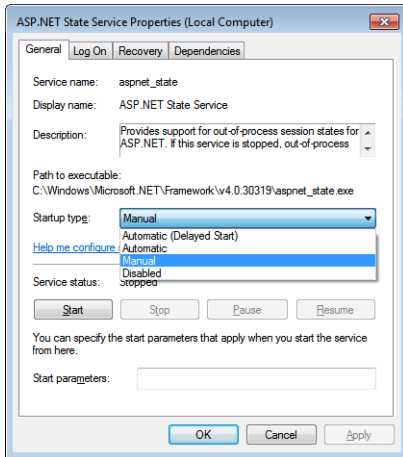 ASP.NET State Service Properties (Local Computer)
General Log On Recovery Dependencies
Service name: aspnet_state
Display name: ASP.NET State Service
Description: Provides support for out-of-process session states for
ASP.NET. If this service is stopped, out-of-process
Path to executable:
C:\Windows\Microsoft.NET\Framework\v4.0.30319\aspnet_state.exe
Startup type: Manual
Automatic (Delayed Start)
Help me configure Automatic
Manual
Disabled
Service status: Stopped
Start Stop Pause Resume
You can specify the start parameters that apply when you start the service
from here.
Start parameters:
OK Cancel Apply